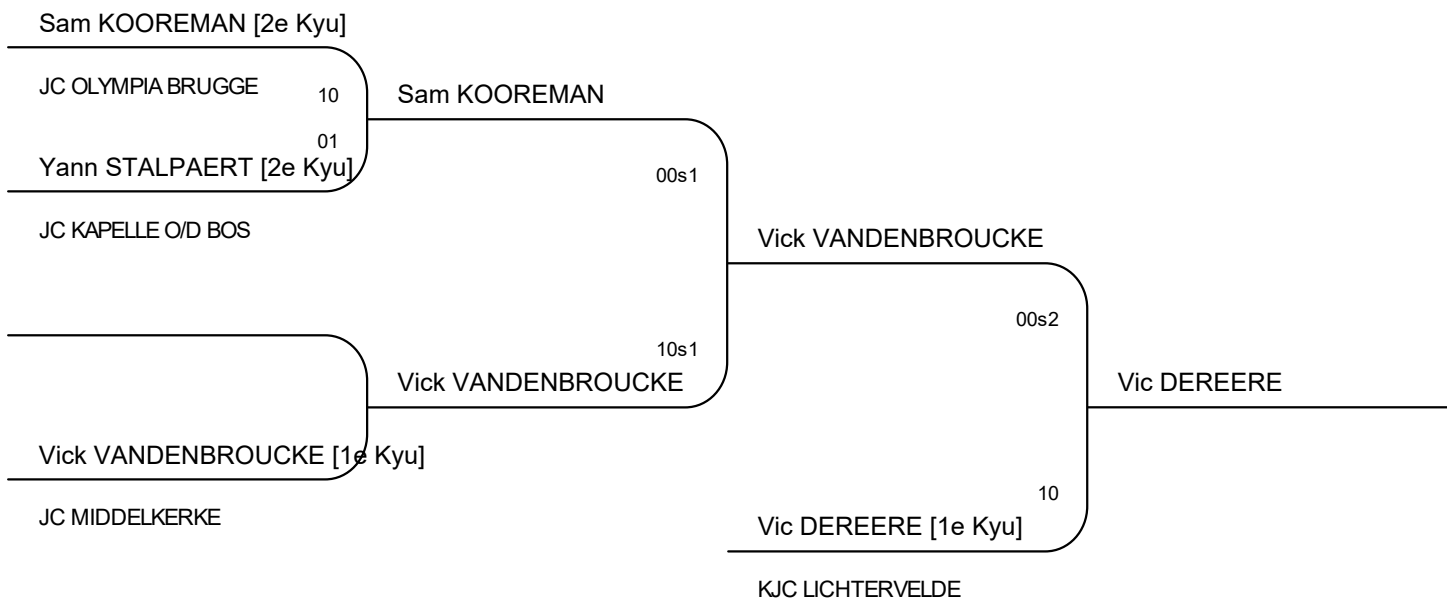 Sam KOOREMAN [2e Kyu]
JC OLYMPIA BRUGGE
10
Sam KOOREMAN
01
Yann STALPAERT [2e Kyu]
00s1
JC KAPELLE O/D BOS
Vick VANDENBROUCKE
00s2
10s1
Vick VANDENBROUCKE
Vic DEREERE
Vick VANDENBROUCKE [1e Kyu]
10
JC MIDDELKERKE
Vic DEREERE [1e Kyu]
KJC LICHTERVELDE